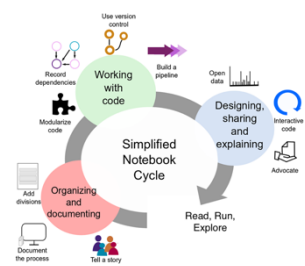 Use version
control
Build a
pipeline
Record
dependencies
Working
with
code
Modularize
code
Open
data
Designing,
sharing
and
explaining
Interactive
code
Advocate
Simplified
Notebook
Cycle
Add
divisions
Organizing
and
documenting
Document
the process
Tell a story
Read, Run,
Explore